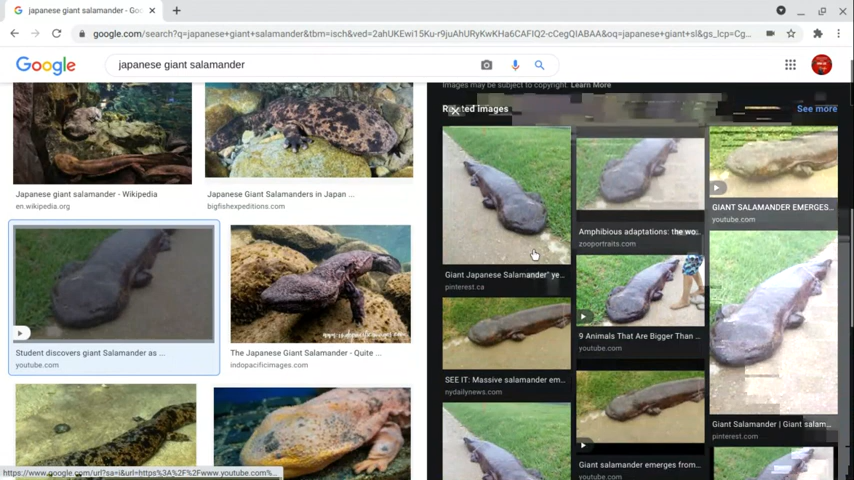 japanese giant salamander - Goo
google.com/search?q=japanese+giant+salamander&tbm=isch&ved=2ahUKEwi15Ku-r9juAhURyKwKHa6CAFIQ2-cCegQIABAA&oq=japanese+giant+sl&gs_lcp=Cg...
Google
japanese giant salamander
Images may be subject to copyright. Learn More
Related images
See more
Japanese giant salamander - Wikipedia
en.wikipedia.org
Japanese Giant Salamanders in Japan ...
bigfishexpeditions.com
GIANT SALAMANDER EMERGES...
youtube.com
Amphibious adaptations: the wo...
zooportraits.com
Giant Japanese Salamander" ye...
pinterest.ca
9 Animals That Are Bigger Than ...
youtube.com
Student discovers giant Salamander as ...
youtube.com
The Japanese Giant Salamander - Quite ...
indopacificimages.com
www.indopacificimages.com
SEE IT: Massive salamander em...
nydailynews.com
Giant Salamander | Giant salam...
pinterest.com
Giant salamander emerges from...
youtube.com
https://www.google.com/url?sa=i&url=https%3A%2F%2Fwww.youtube.com%...